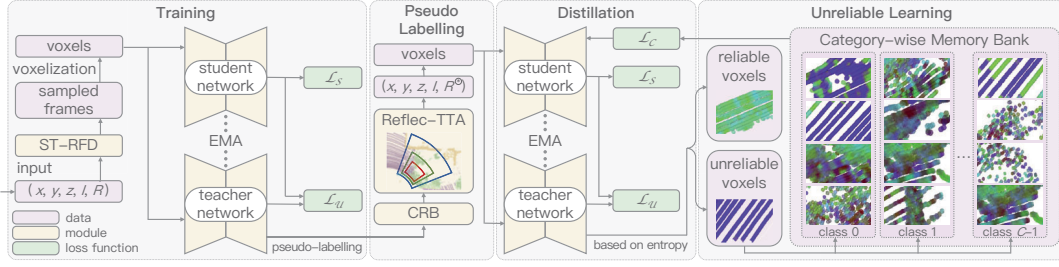 Training
voxels
voxelization
sampled
frames
ST-RFD
input
(x, y, z, I, R)
data
module
loss function
student
network
ℒ_S
EMA
teacher
network
ℒ_U
pseudo-labelling
Pseudo
Labelling
voxels
(x, y, z, I, R
Reflec-TTA
CRB
Distillation
ℒ_C
student
network
ℒ_S
EMA
teacher
network
ℒ_U
based on entropy
Unreliable Learning
reliable
voxels
unreliable
voxels
Category-wise Memory Bank
...
class 0
class 1
class C-1